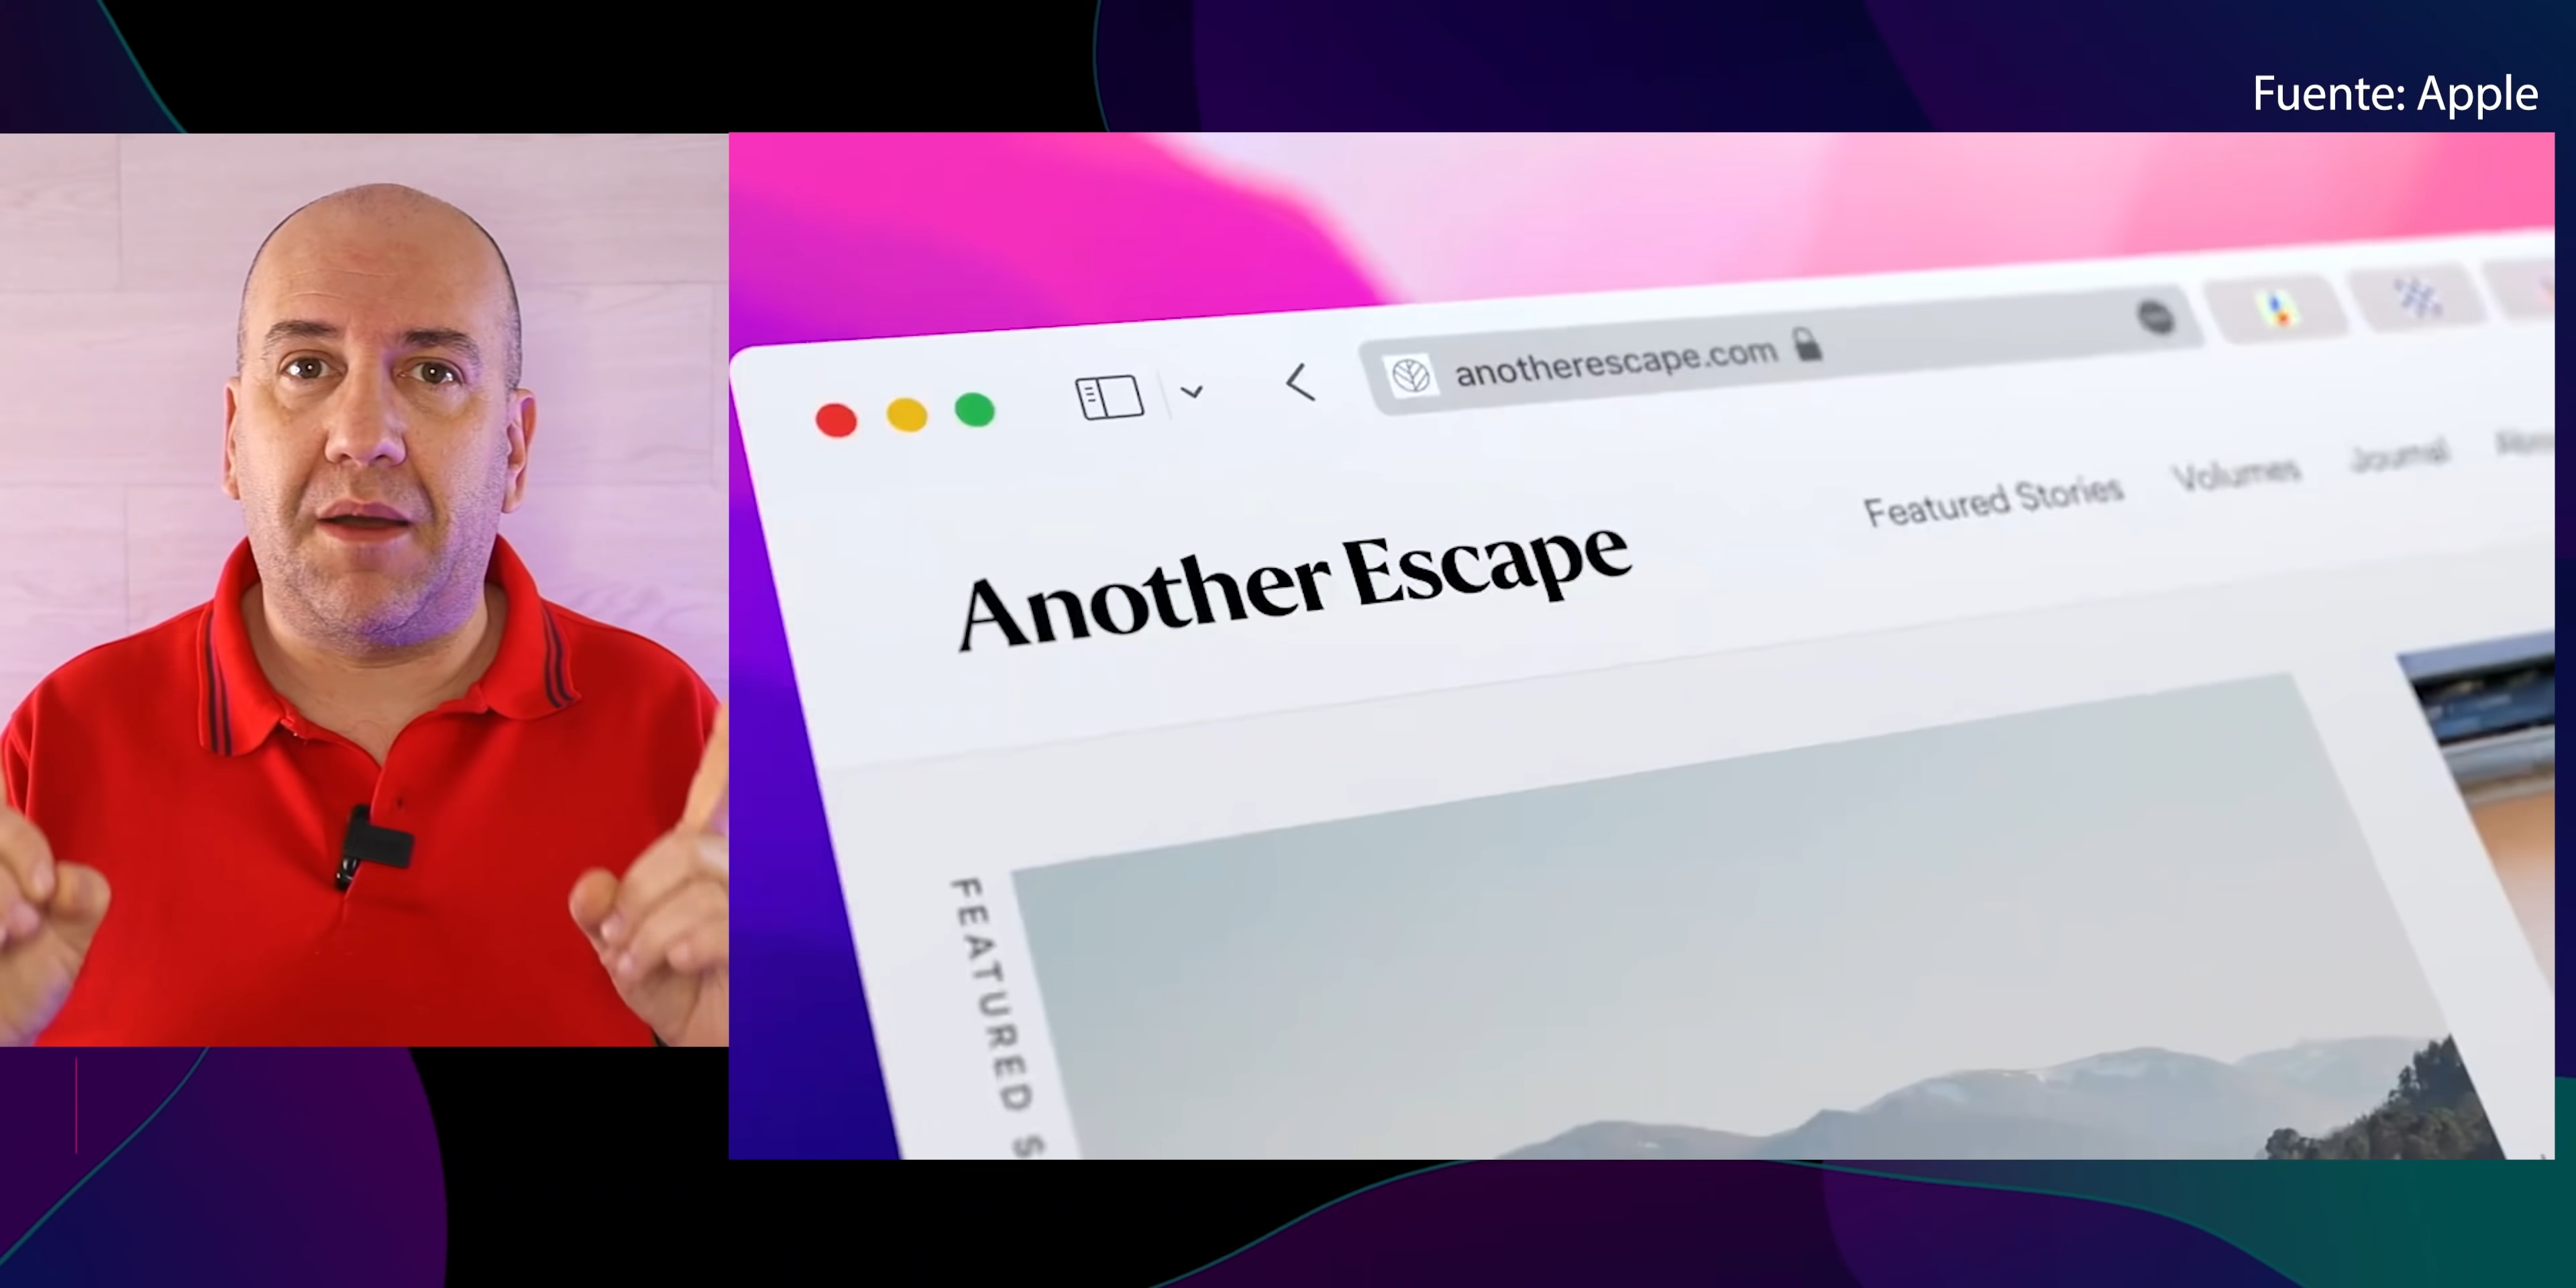 Fuente: Apple
anotherescape.com
Featured Stories
Volumes
Journal
Another Escape
FEATURED S